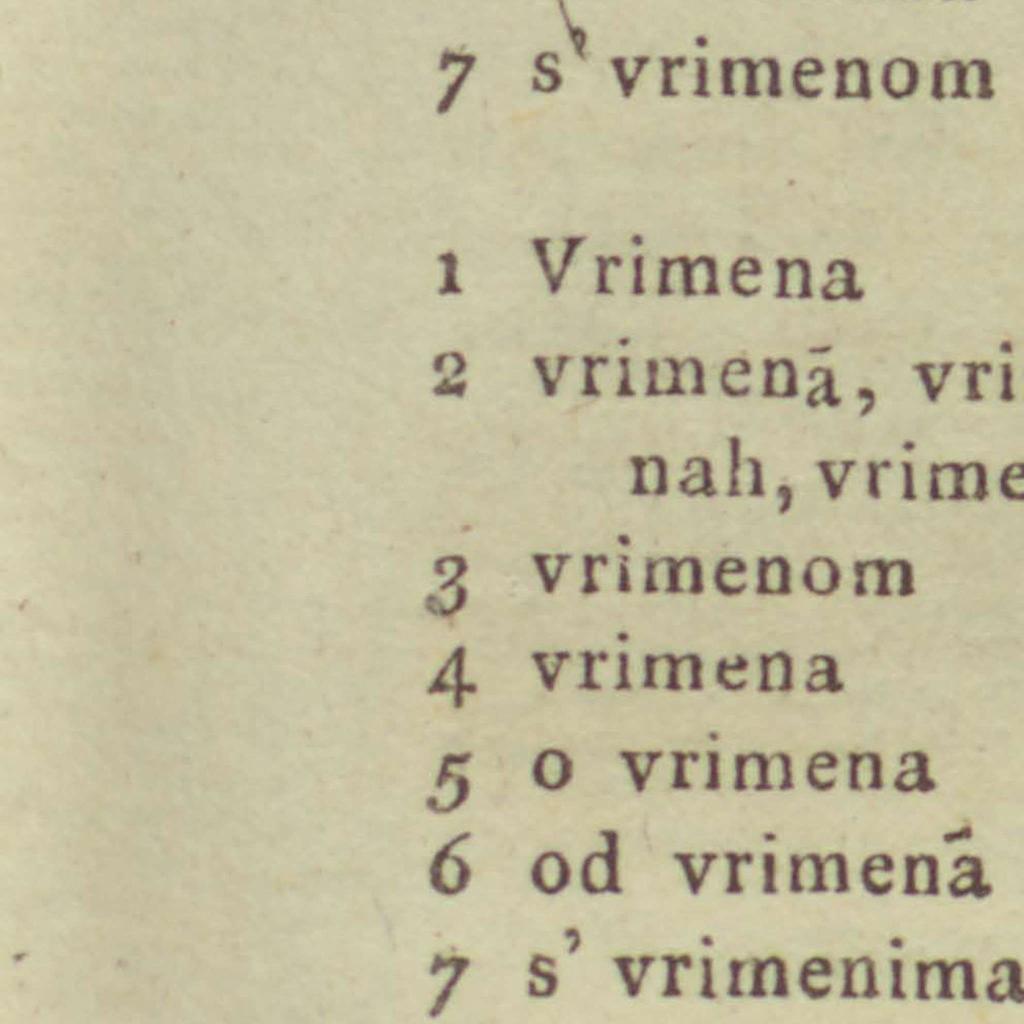 7 s' vrimenom
1 Vrimena
2 vrimenā, vri
nah, vrime
3 vrimenom
4 vrimena
5 o vrimena
6 od vrimenā
7 s' vrimenima